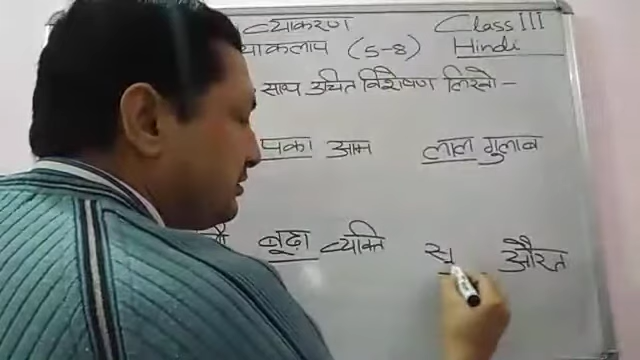 व्याकरण Class III
याकलाप (5-8) Hindi
साथ उचित विशेषण लिखो-
पका आम लाल गुलाब
बूढ़ा व्यक्ति सु औरत